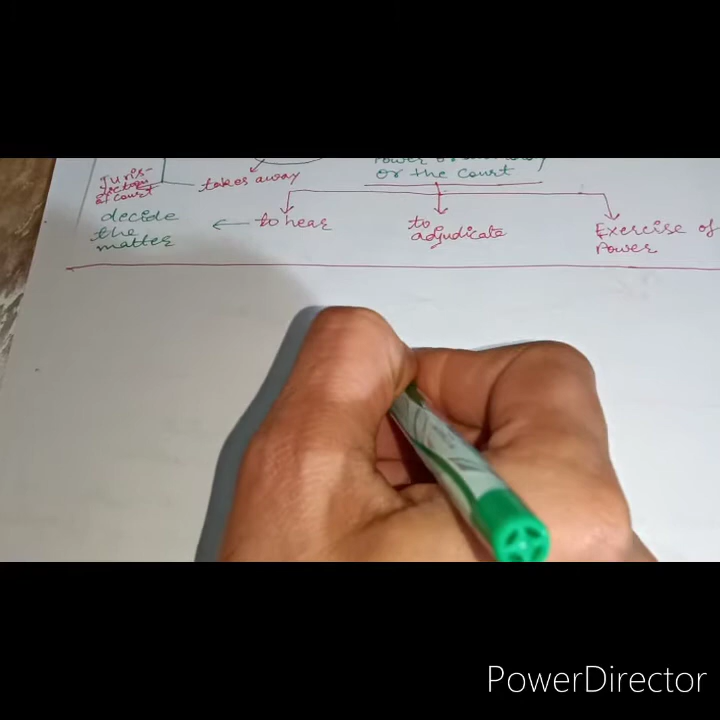 or the court
Juris-
diction
of court
takes away
decide
the
matter
to hear
to
adjudicate
Exercise of
Power
PowerDirector